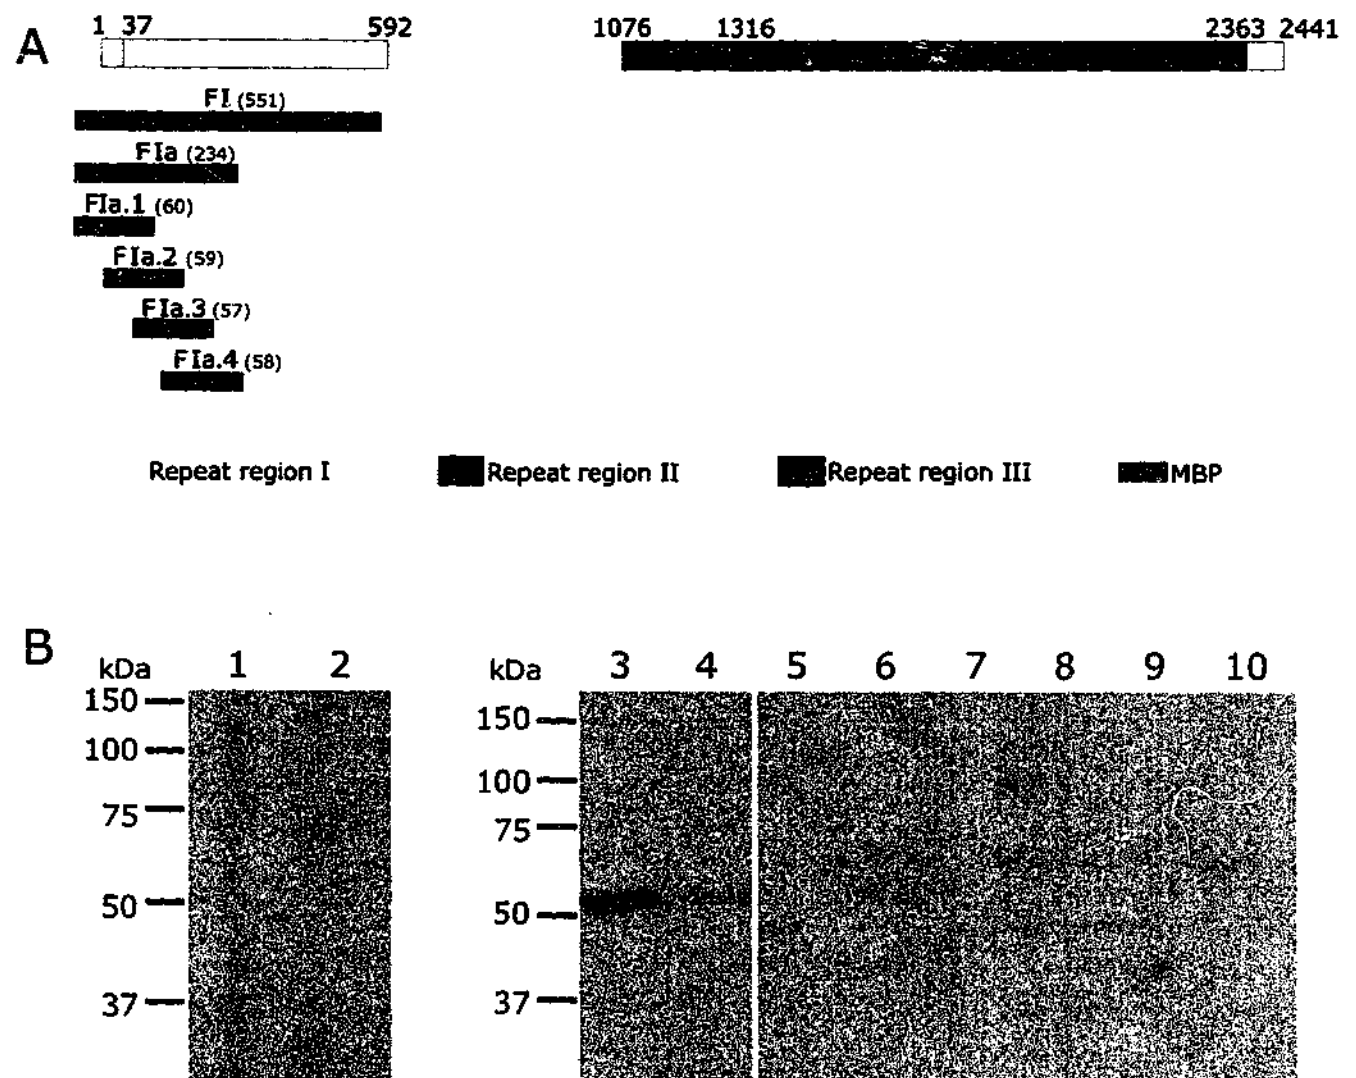 A
1 37 592 1076 1316 2363 2441
FI (551)
FIa (234)
FIa.1 (60)
FIa.2 (59)
FIa.3 (57)
FIa.4 (58)
Repeat region I Repeat region II Repeat region III MBP
B
kDa 1 2 kDa 3 4 5 6 7 8 9 10
150 150
100 100
75 75
50 50
37 37